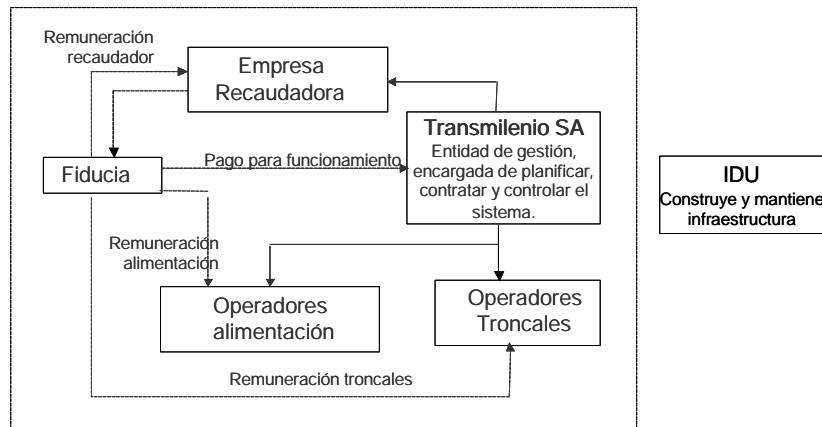 Remuneración
recaudador
Empresa
Recaudadora
Transmilenio SA
Entidad de gestión,
encargada de planificar,
contratar y controlar el
sistema.
Fiducia
Pago para funcionamiento
IDU
Construye y mantiene
infraestructura
Remuneración
alimentación
Operadores
alimentación
Operadores
Troncales
Remuneración troncales